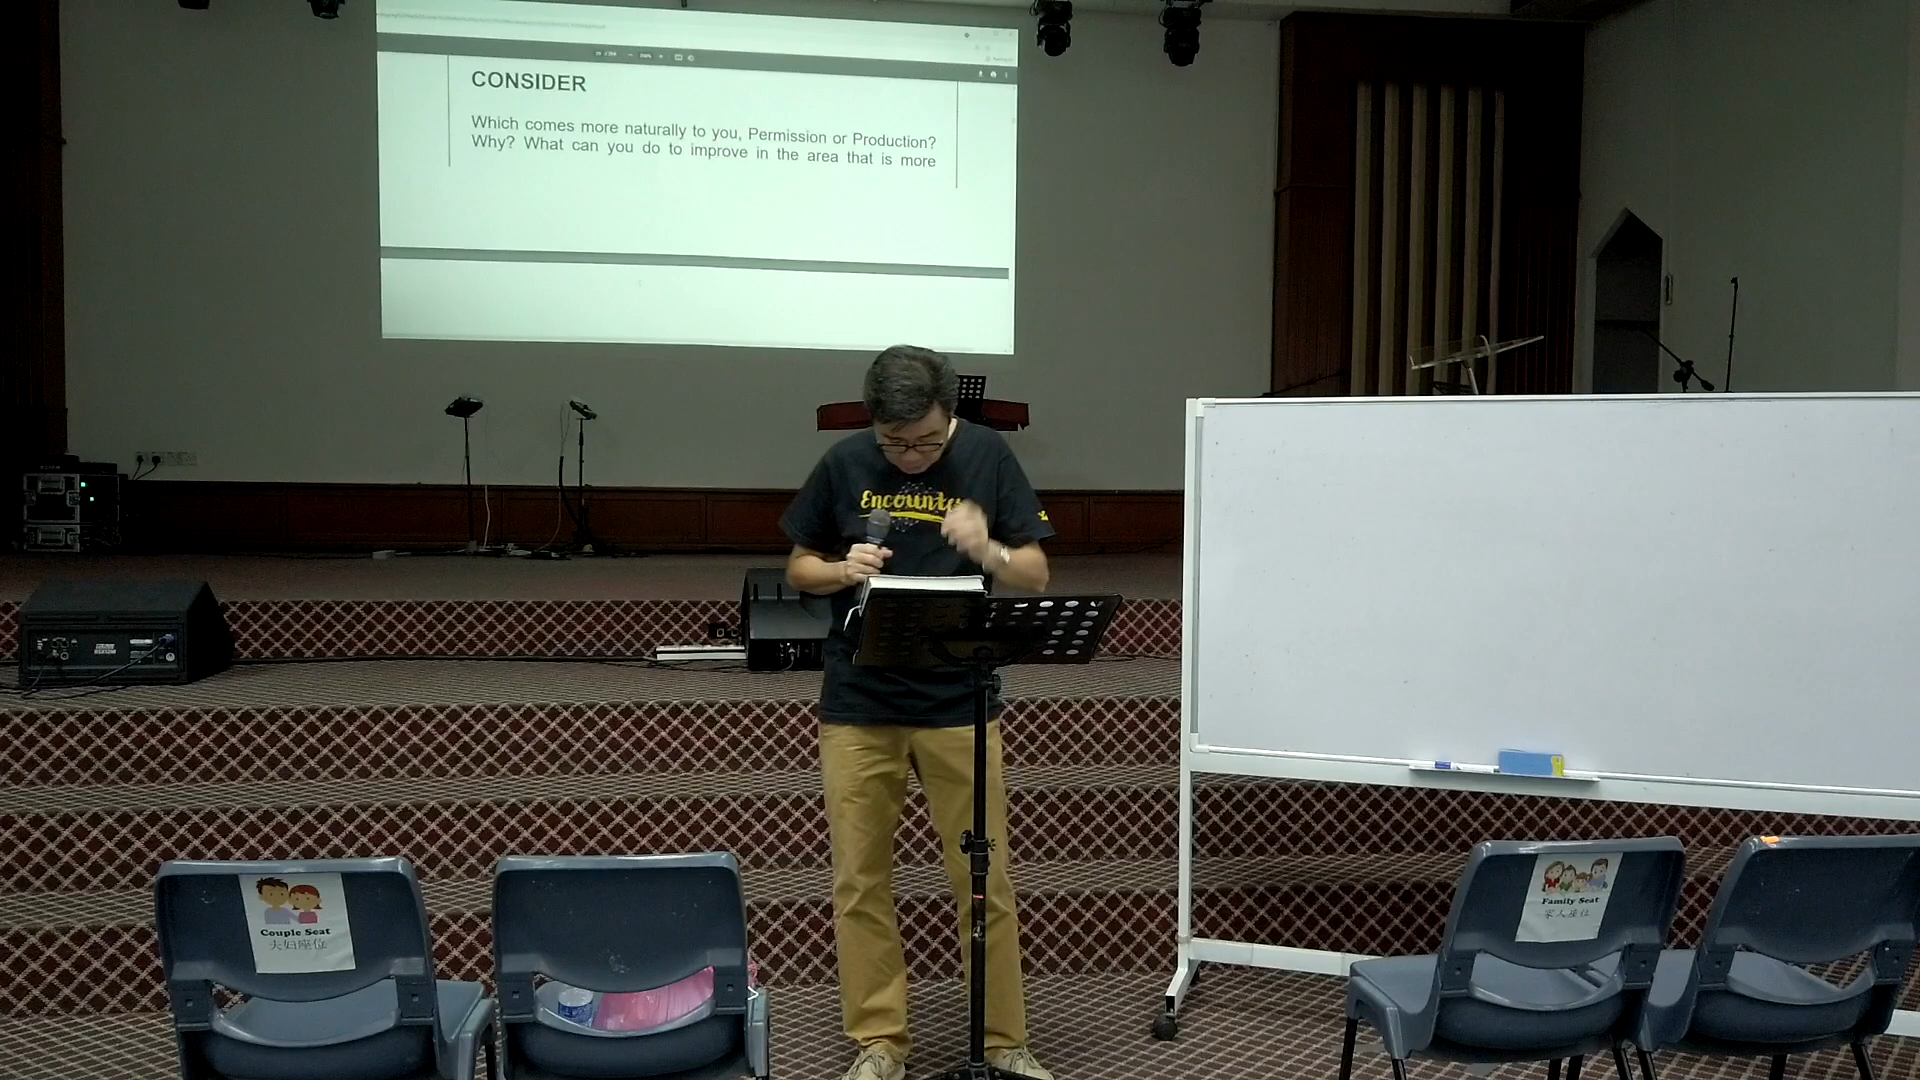 CONSIDER
Which comes more naturally to you, Permission or Production?
Why? What can you do to improve in the area that is more
Encounter
Couple Seat
夫妇座位
Family Seat
家人座位